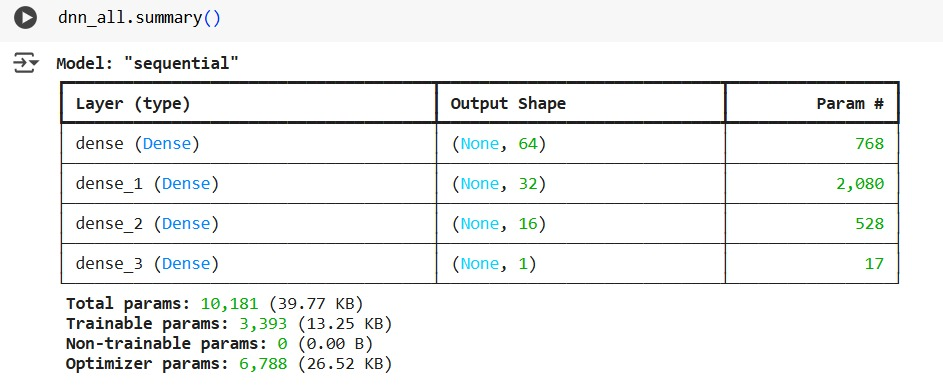 dnn_all.summary()
Model: "sequential"
Layer (type) Output Shape Param #
dense (Dense) (None, 64) 768
dense_1 (Dense) (None, 32) 2,080
dense_2 (Dense) (None, 16) 528
dense_3 (Dense) (None, 1) 17
Total params: 10,181 (39.77 KB)
Trainable params: 3,393 (13.25 KB)
Non-trainable params: 0 (0.00 B)
Optimizer params: 6,788 (26.52 KB)